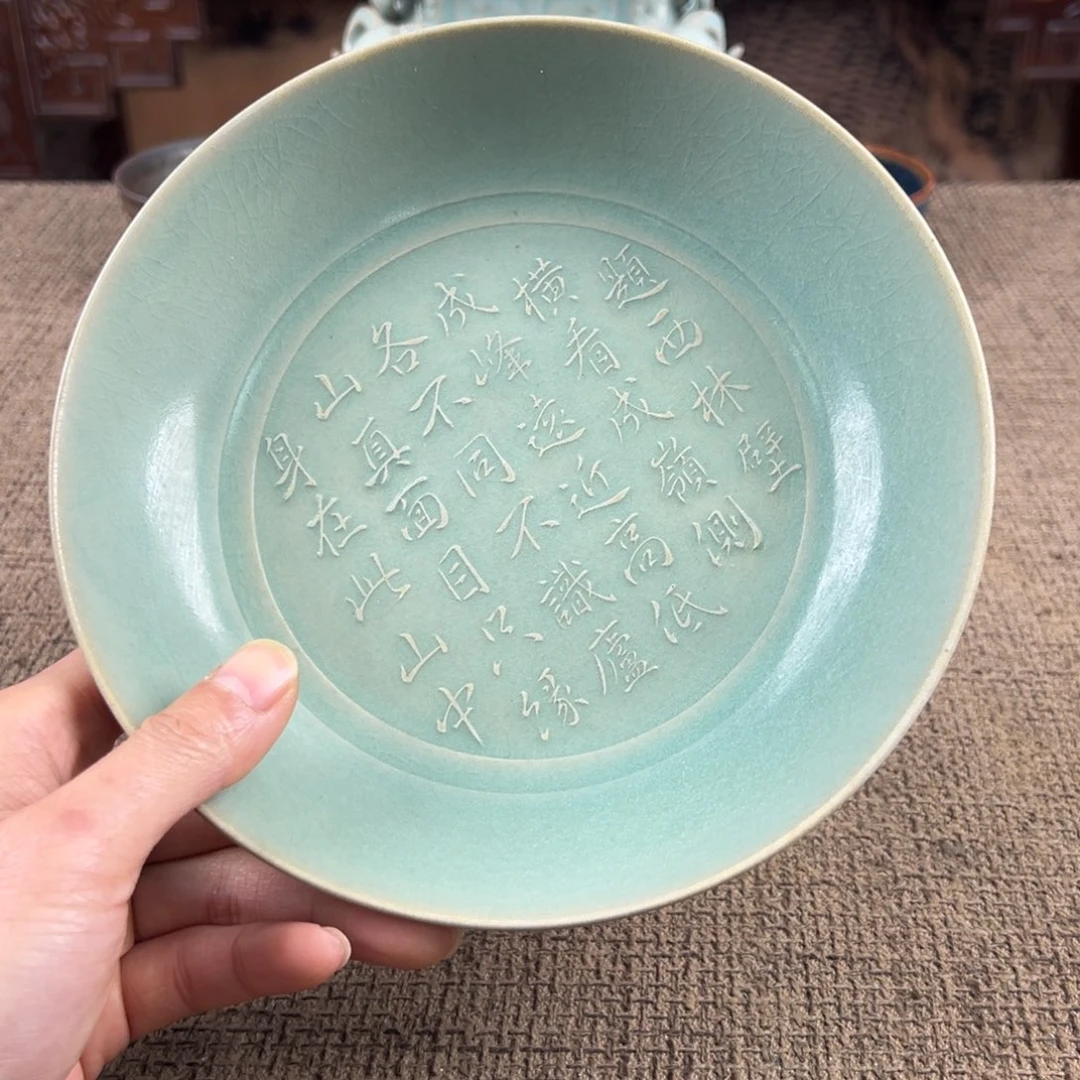 題西林壁
橫看成嶺側
成峰遠近高低
各不同不識廬
山真面目只緣
身在此山中